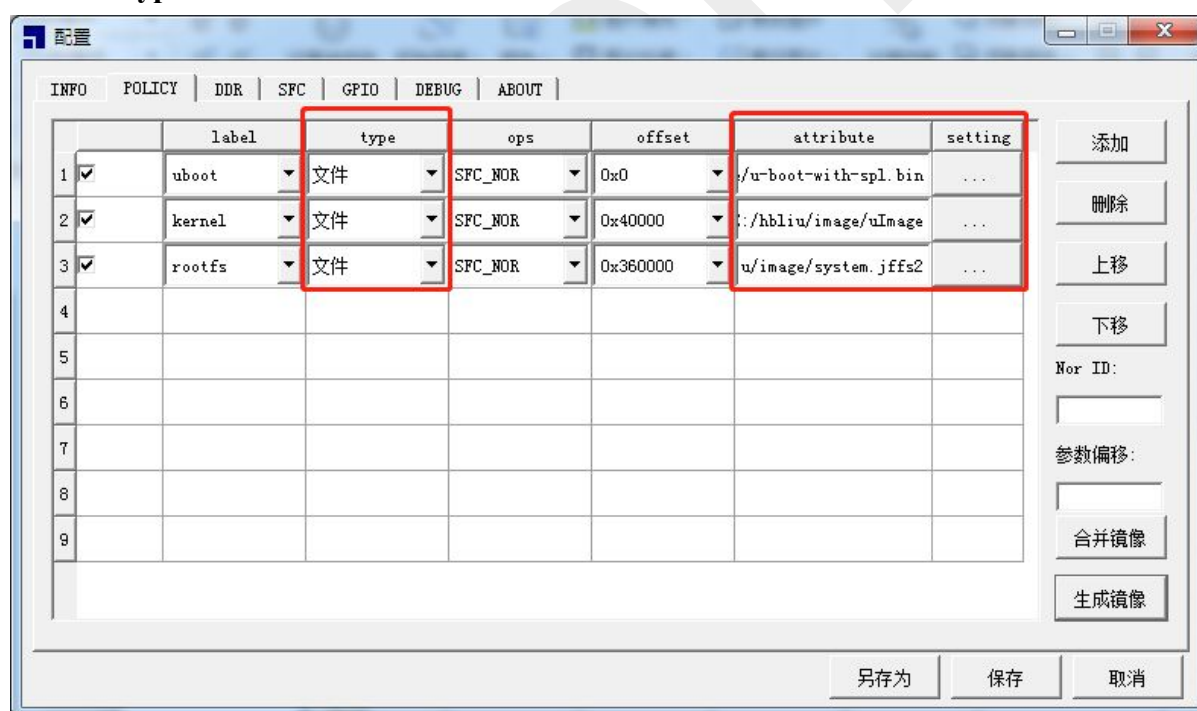 配置
INFO POLICY DDR SFC GPIO DEBUG ABOUT
label type ops offset attribute setting
1 uboot 文件 SFC_NOR 0x0 /u-boot-with-spl.bin ...
2 kernel 文件 SFC_NOR 0x40000 :/hbliu/image/uImage ...
3 rootfs 文件 SFC_NOR 0x360000 u/image/system.jffs2 ...
4
5
6
7
8
9
添加
删除
上移
下移
Nor ID:
参数偏移:
合并镜像
生成镜像
另存为 保存 取消